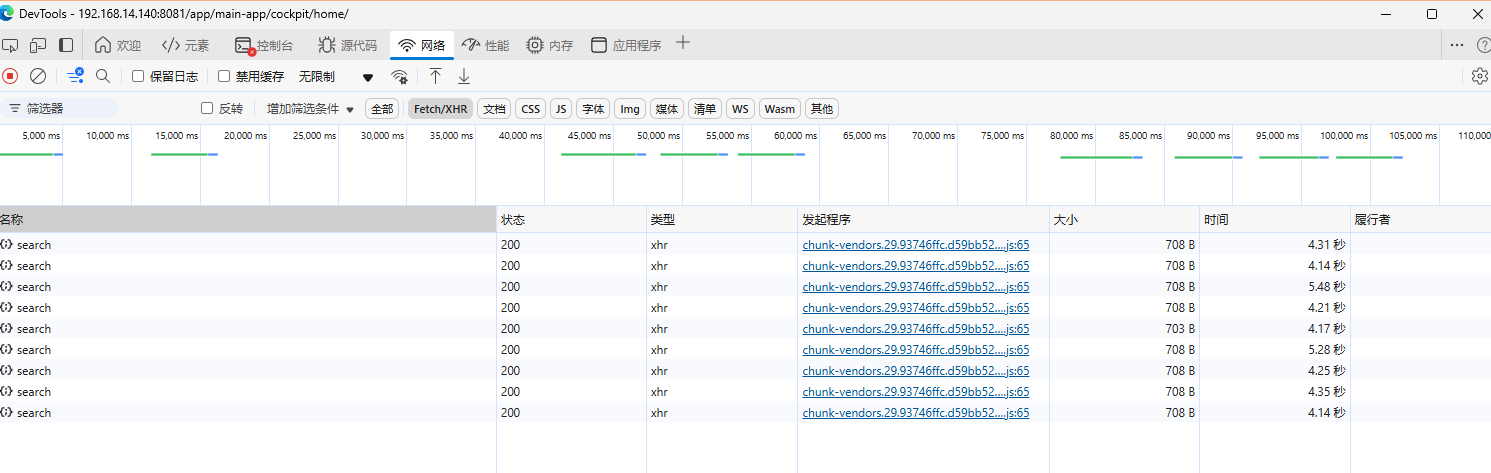 DevTools - 192.168.14.140:8081/app/main-app/cockpit/home/
欢迎 元素 控制台 源代码 网络 性能 内存 应用程序
保留日志 禁用缓存 无限制
筛选器 反转 增加筛选条件 全部 Fetch/XHR 文档 CSS JS 字体 Img 媒体 清单 WS Wasm 其他
5,000 ms 10,000 ms 15,000 ms 20,000 ms 25,000 ms 30,000 ms 35,000 ms 40,000 ms 45,000 ms 50,000 ms 55,000 ms 60,000 ms 65,000 ms 70,000 ms 75,000 ms 80,000 ms 85,000 ms 90,000 ms 95,000 ms 100,000 ms 105,000 ms 110,00
名称 状态 类型 发起程序 大小 时间 履行者
search 200 xhr chunk-vendors.29.93746ffc.d59bb52....js:65 708 B 4.31 秒
search 200 xhr chunk-vendors.29.93746ffc.d59bb52....js:65 708 B 4.14 秒
search 200 xhr chunk-vendors.29.93746ffc.d59bb52....js:65 708 B 5.48 秒
search 200 xhr chunk-vendors.29.93746ffc.d59bb52....js:65 708 B 4.21 秒
search 200 xhr chunk-vendors.29.93746ffc.d59bb52....js:65 703 B 4.17 秒
search 200 xhr chunk-vendors.29.93746ffc.d59bb52....js:65 708 B 5.28 秒
search 200 xhr chunk-vendors.29.93746ffc.d59bb52....js:65 708 B 4.25 秒
search 200 xhr chunk-vendors.29.93746ffc.d59bb52....js:65 708 B 4.35 秒
search 200 xhr chunk-vendors.29.93746ffc.d59bb52....js:65 708 B 4.14 秒